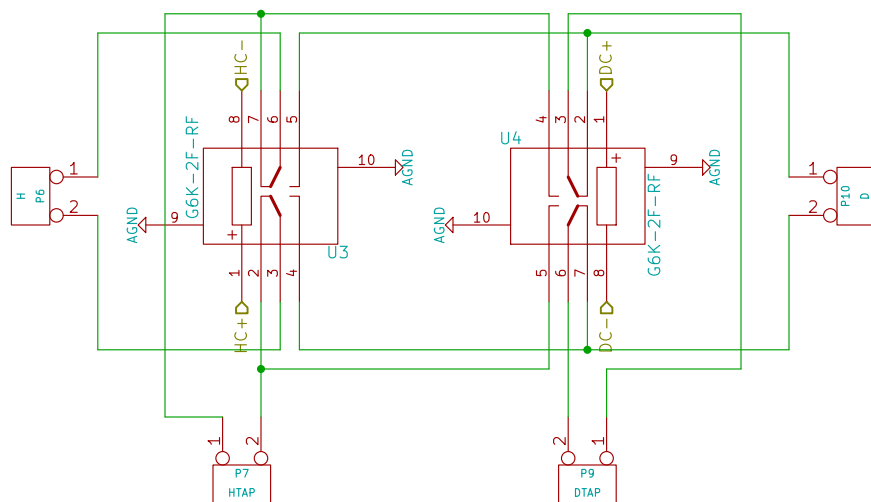 HC-
DC+
8
7
6
5
4
3
2
1
G6K-2F-RF
U4
+
10
AGND
9
AGND
1
H
P6
2
1
P10
D
2
AGND
9
+
U3
AGND
10
G6K-2F-RF
1
2
3
4
5
6
7
8
HC+
DC-
1
2
2
1
P7
HTAP
P9
DTAP